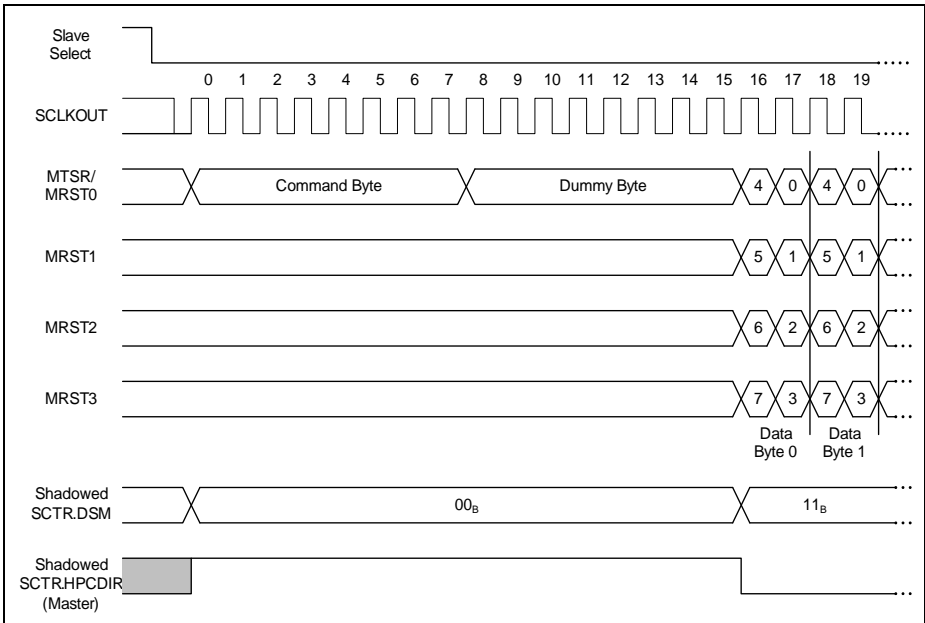 Slave
Select
0 1 2 3 4 5 6 7 8 9 10 11 12 13 14 15 16 17 18 19
SCLKOUT
MTSR/
MRST0
Command Byte
Dummy Byte
4 0 4 0
MRST1
5 1 5 1
MRST2
6 2 6 2
MRST3
7 3 7 3
Data
Byte 0
Data
Byte 1
Shadowed
SCTR.DSM
00B
11B
Shadowed
SCTR.HPCDIR
(Master)